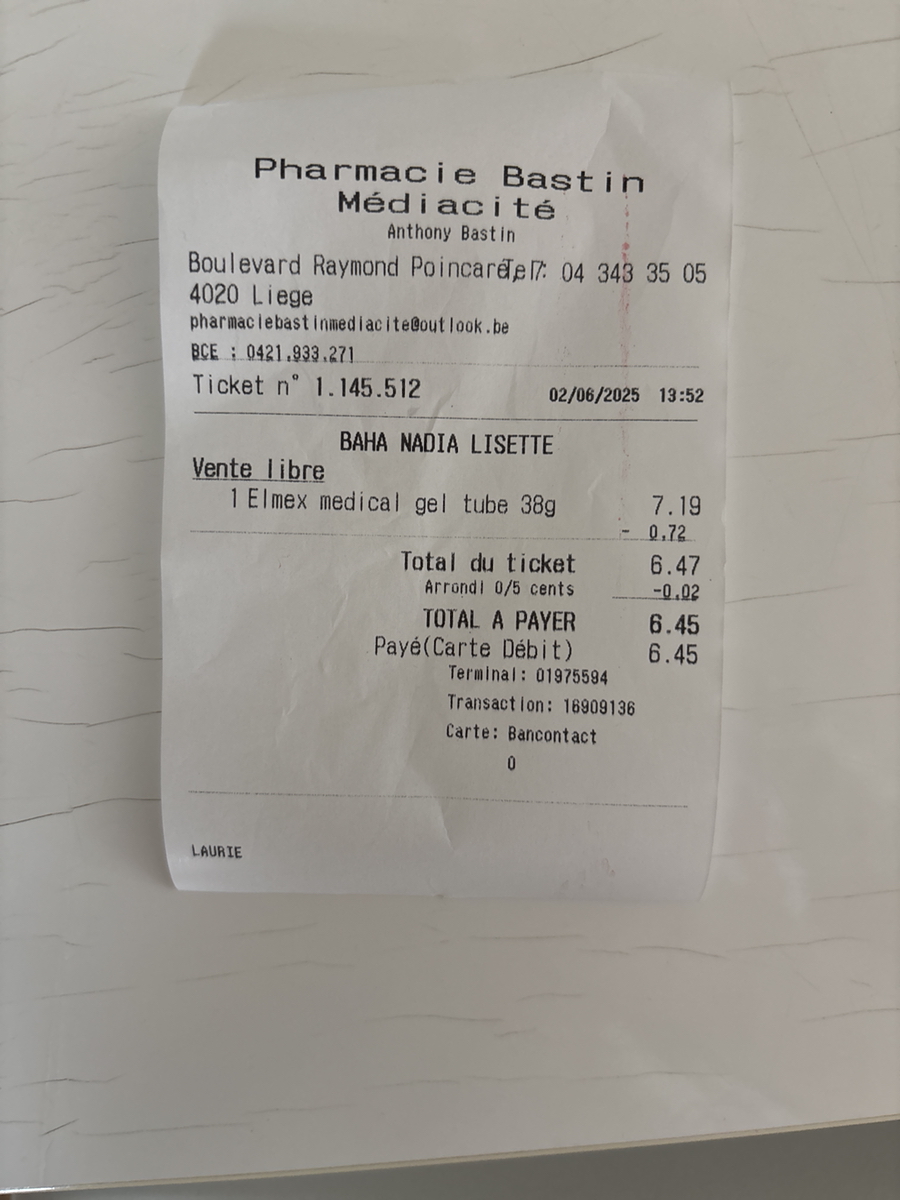 Pharmacie Bastin
Médiacité
Anthony Bastin
Boulevard Raymond Poincaré, 7 Tel: 04 343 35 05
4020 Liege
pharmaciebastinmediacite@outlook.be
BCE : 0421.933.271
Ticket n° 1.145.512 02/06/2025 13:52
BAHA NADIA LISETTE
Vente libre
1 Elmex medical gel tube 38g 7.19
- 0.72
Total du ticket 6.47
Arrondi 0/5 cents -0.02
TOTAL A PAYER 6.45
Payé(Carte Débit) 6.45
Terminal: 01975594
Transaction: 16909136
Carte: Bancontact
0
LAURIE